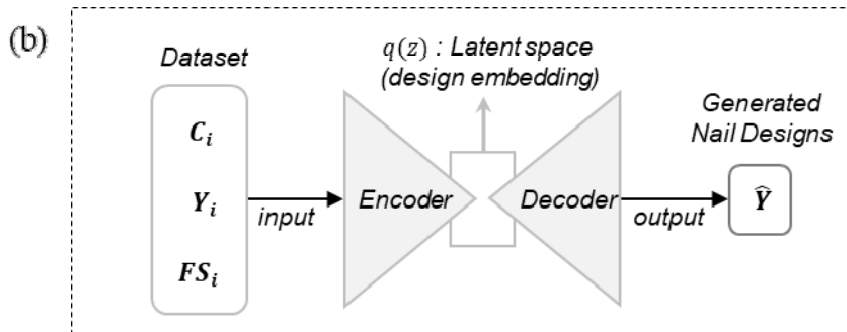 (b)
Dataset
C_i
Y_i
FS_i
input
Encoder
q(z) : Latent space
(design embedding)
Decoder
output
Generated
Nail Designs
Ŷ